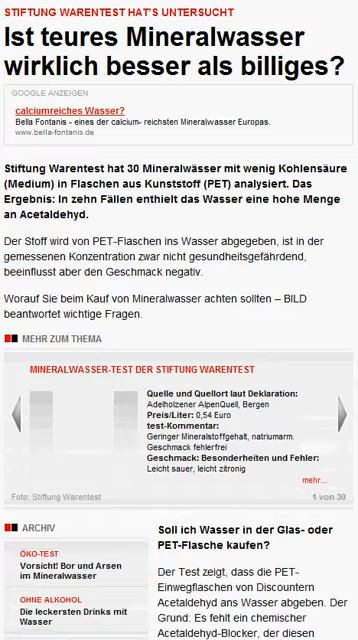 STIFTUNG WARENTEST HAT'S UNTERSUCHT
Ist teures Mineralwasser
wirklich besser als billiges?
GOOGLE ANZEIGEN
calciumreiches Wasser?
Bella Fontanis - eines der calcium- reichsten Mineralwasser Europas.
www.bella-fontanis.de
Stiftung Warentest hat 30 Mineralwässer mit wenig Kohlensäure
(Medium) in Flaschen aus Kunststoff (PET) analysiert. Das
Ergebnis: In zehn Fällen enthielt das Wasser eine hohe Menge
an Acetaldehyd.
Der Stoff wird von PET-Flaschen ins Wasser abgegeben, ist in der
gemessenen Konzentration zwar nicht gesundheitsgefährdend,
beeinflusst aber den Geschmack negativ.
Worauf Sie beim Kauf von Mineralwasser achten sollten – BILD
beantwortet wichtige Fragen.
MEHR ZUM THEMA
MINERALWASSER-TEST DER STIFTUNG WARENTEST
Quelle und Quellort laut Deklaration:
Adelholzener AlpenQuell, Bergen
Preis/Liter: 0,54 Euro
test-Kommentar:
Geringer Mineralstoffgehalt, natriumarm.
Geschmack fehlerfrei
Geschmack: Besonderheiten und Fehler:
Leicht sauer, leicht zitronig
mehr...
Foto: Stiftung Warentest
1 von 30
ARCHIV
ÖKO-TEST
Vorsicht! Bor und Arsen
im Mineralwasser
OHNE ALKOHOL
Die leckersten Drinks mit
Wasser
Soll ich Wasser in der Glas- oder
PET-Flasche kaufen?
Der Test zeigt, dass die PET-
Einwegflaschen von Discountern
Acetaldehyd ans Wasser abgeben. Der
Grund: Es fehlt ein chemischer
Acetaldehyd-Blocker, der diesen